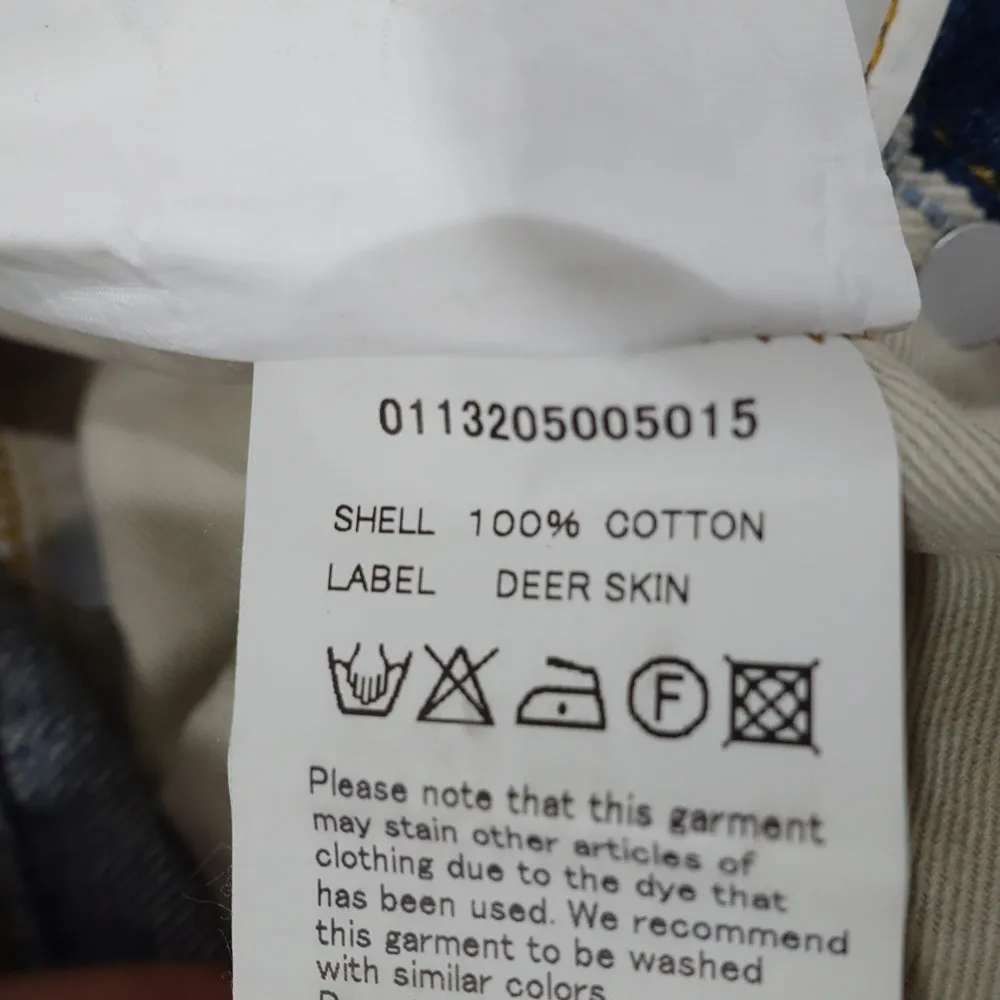 0113205005015
SHELL 100% COTTON
LABEL DEER SKIN
F
Please note that this garment
may stain other articles of
clothing due to the dye that
has been used. We recommend
this garment to be washed
with similar colors.